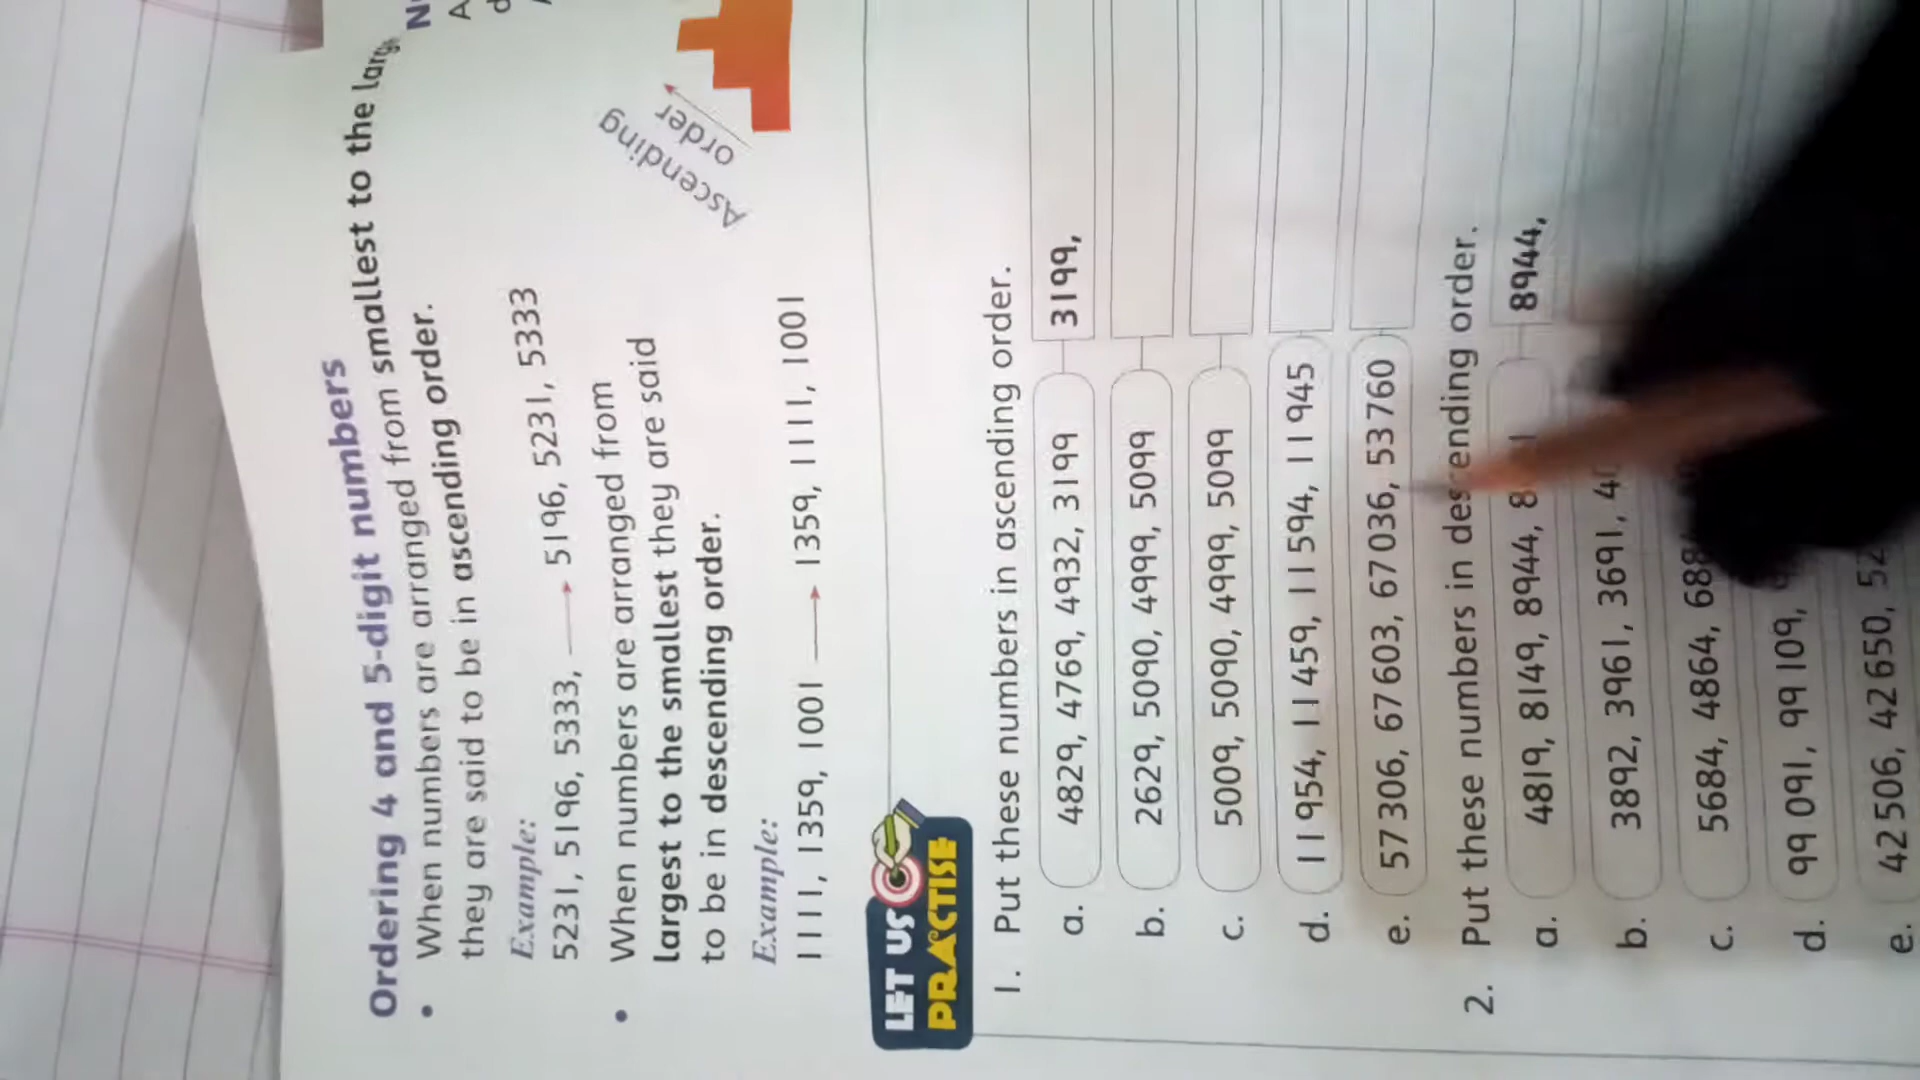 Ordering 4 and 5-digit numbers
• When numbers are arranged from smallest to the
they are said to be in ascending order.
Example:
5231, 5196, 5333, → 5196, 5231, 5333
• When numbers are arranged from
largest to the smallest they are said
to be in descending order.
Example:
1111, 1359, 1001 → 1359, 1111, 1001
Ascending
order
LET US
PRACTISE
1. Put these numbers in ascending order.
a. 4829, 4769, 4932, 3199 3199,
b. 2629, 5090, 4999, 5099
c. 5009, 5090, 4999, 5099
d. 11 954, 11 459, 11 594, 11 945
e. 57 306, 67 603, 67 036, 53 760
2. Put these numbers in descending order.
a. 4819, 8149, 8944, 8944,
b. 3892, 3961, 3691,
c. 5684, 4864,
d. 99 091, 99 109,
e. 42 506, 42 650,